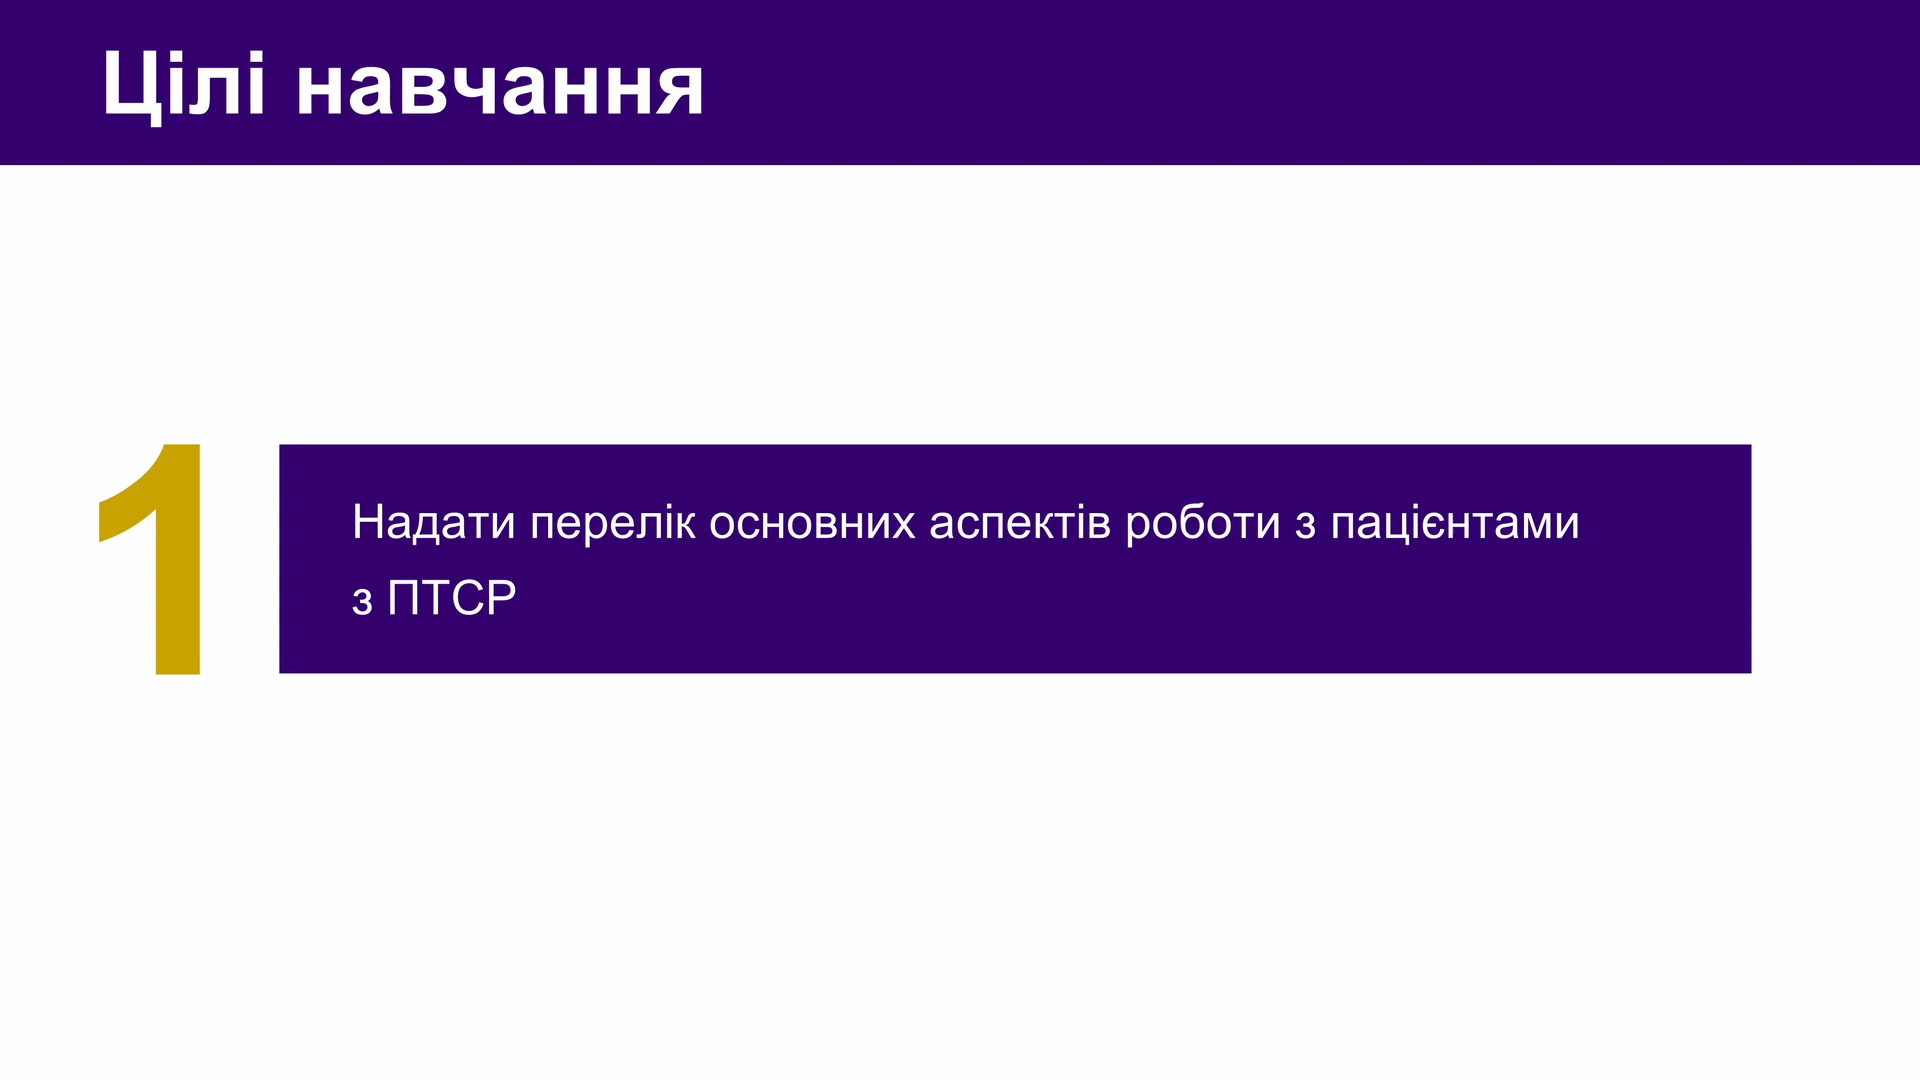 Цілі навчання
1
Надати перелік основних аспектів роботи з пацієнтами
з ПТСР